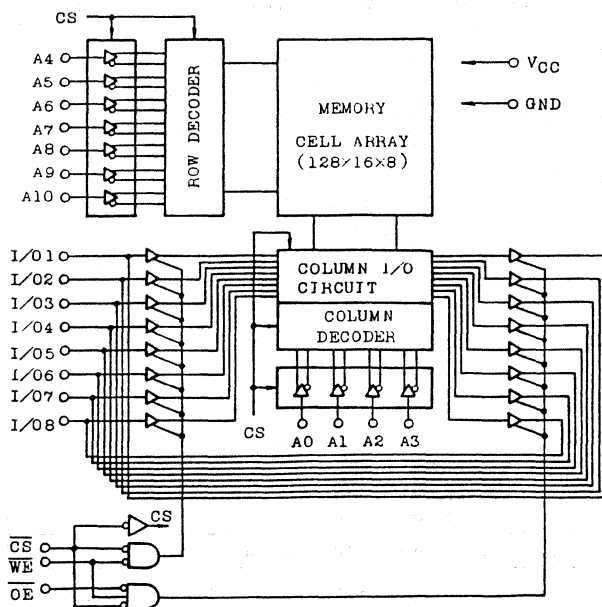 CS
A4
A5
A6
A7
A8
A9
A10
ROW DECODER
MEMORY
CELL ARRAY
(128×16×8)
VCC
GND
I/O1
I/O2
I/O3
I/O4
I/O5
I/O6
I/O7
I/O8
COLUMN I/O
CIRCUIT
COLUMN
DECODER
CS
A0 A1 A2 A3
CS
CS
WE
OE